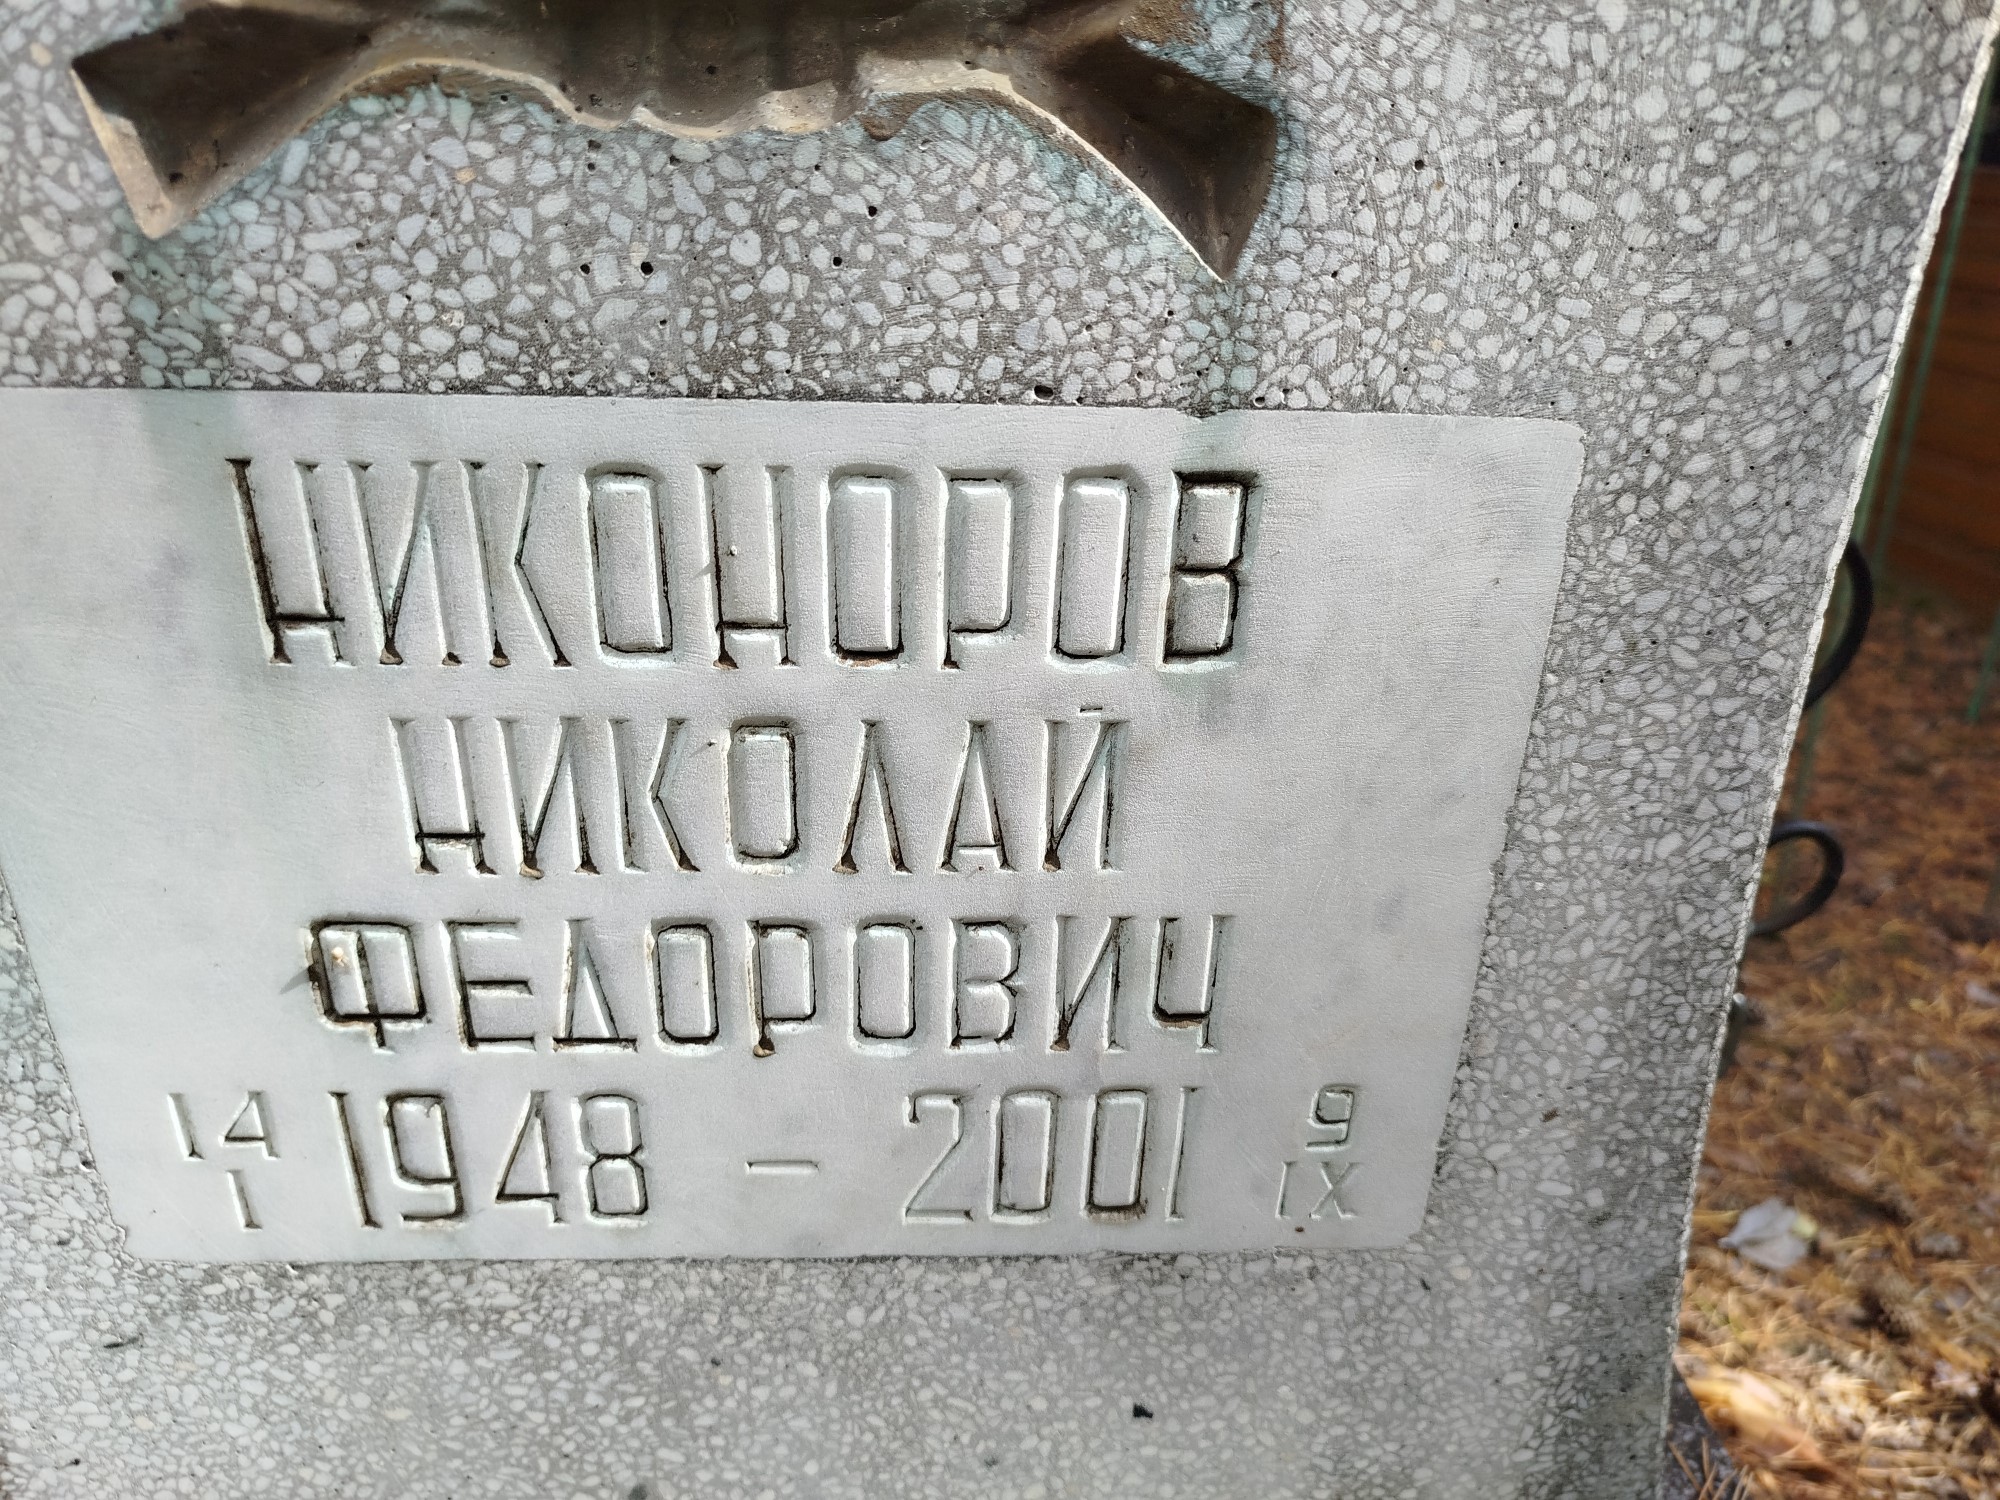 НИКОНОРОВ
НИКОЛАЙ
ФЕДОРОВИЧ
14/I 1948 – 2001 9/IX